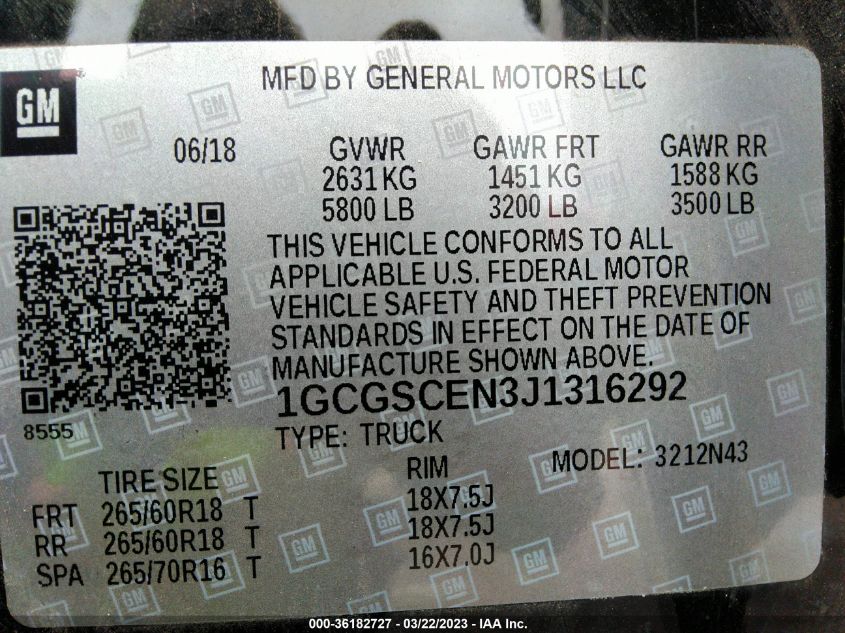 GM
MFD BY GENERAL MOTORS LLC
06/18 GVWR GAWR FRT GAWR RR
2631 KG 1451 KG 1588 KG
5800 LB 3200 LB 3500 LB
THIS VEHICLE CONFORMS TO ALL
APPLICABLE U.S. FEDERAL MOTOR
VEHICLE SAFETY AND THEFT PREVENTION
STANDARDS IN EFFECT ON THE DATE OF
MANUFACTURE SHOWN ABOVE.
1GCGSCEN3J1316292
8555
TYPE: TRUCK MODEL: 3212N43
TIRE SIZE RIM
FRT 265/60R18 T 18X7.5J
RR 265/60R18 T 18X7.5J
SPA 265/70R16 T 16X7.0J
000-36182727 - 03/22/2023 - IAA Inc.